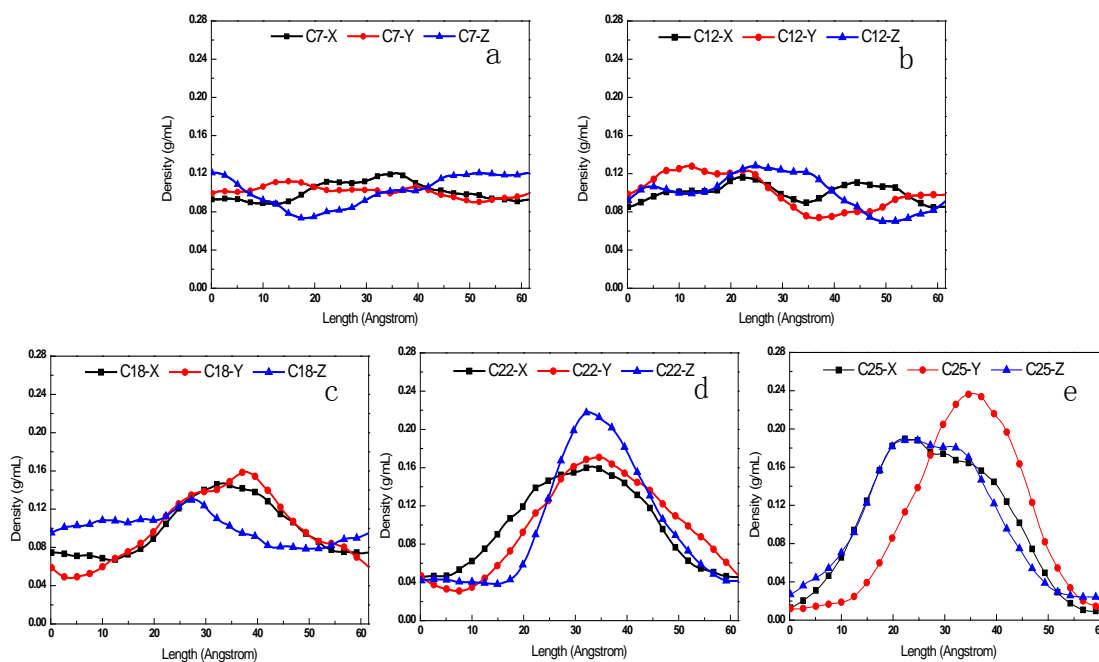 0.28
0.24
0.20
0.16
0.12
0.08
0.04
0.00
Density (g/mL)
C7-X C7-Y C7-Z
a
0 10 20 30 40 50 60
Length (Angstrom)
0.28
0.24
0.20
0.16
0.12
0.08
0.04
0.00
Density (g/mL)
C12-X C12-Y C12-Z
b
0 10 20 30 40 50 60
Length (Angstrom)
0.28
0.24
0.20
0.16
0.12
0.08
0.04
0.00
Density (g/mL)
C18-X C18-Y C18-Z
c
0 10 20 30 40 50 60
Length (Angstrom)
0.28
0.24
0.20
0.16
0.12
0.08
0.04
0.00
Density (g/mL)
C22-X C22-Y C22-Z
d
0 10 20 30 40 50 60
Length (Angstrom)
0.28
0.24
0.20
0.16
0.12
0.08
0.04
0.00
Density (g/mL)
C25-X C25-Y C25-Z
e
0 10 20 30 40 50
Length (Angstrom)